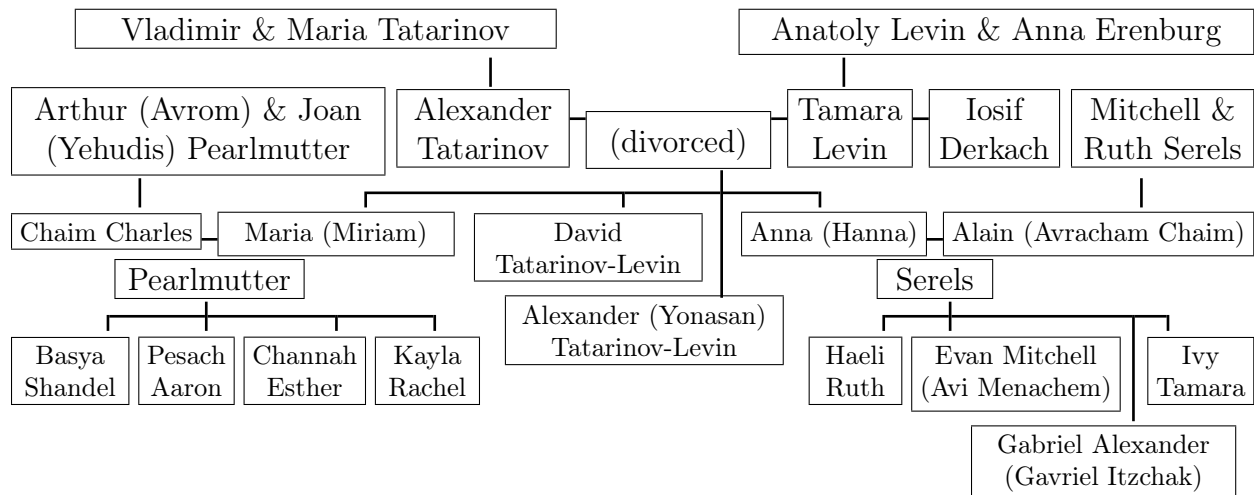 Vladimir & Maria Tatarinov
Anatoly Levin & Anna Erenburg
Arthur (Avrom) & Joan
(Yehudis) Pearlmutter
Alexander
Tatarinov
(divorced)
Tamara
Levin
Iosif
Derkach
Mitchell &
Ruth Serels
Chaim Charles
Maria (Miriam)
David
Tatarinov-Levin
Anna (Hanna)
Alain (Avracham Chaim)
Pearlmutter
Serels
Alexander (Yonasan)
Tatarinov-Levin
Basya
Shandel
Pesach
Aaron
Channah
Esther
Kayla
Rachel
Haeli
Ruth
Evan Mitchell
(Avi Menachem)
Ivy
Tamara
Gabriel Alexander
(Gavriel Itzchak)